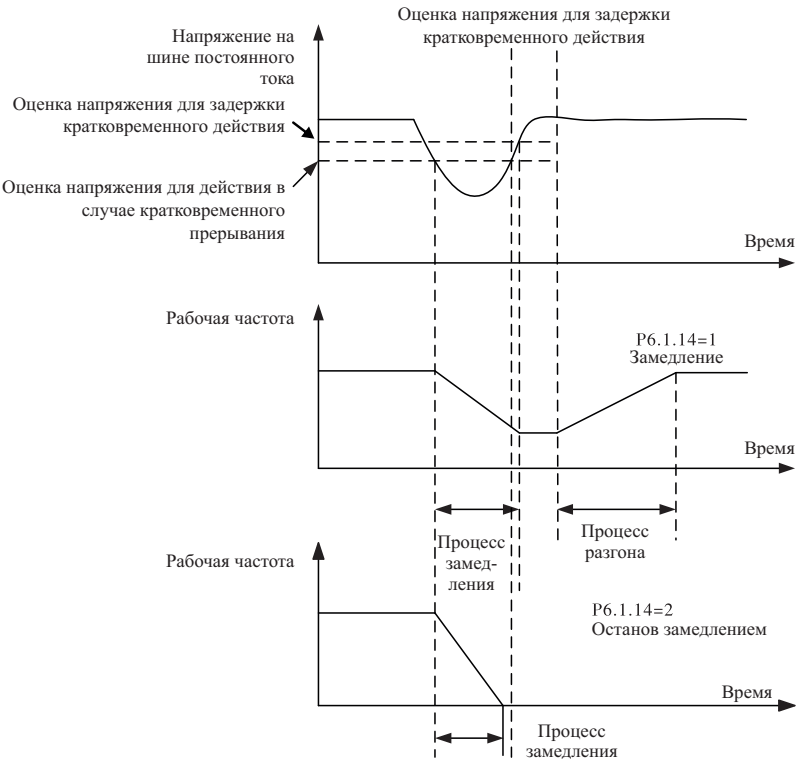 Оценка напряжения для задержки
кратковременного действия
Напряжение на
шине постоянного
тока
Оценка напряжения для задержки
кратковременного действия
Оценка напряжения для действия в
случае кратковременного
прерывания
Время
Рабочая частота
P6.1.14=1
Замедление
Время
Процесс
замед-
ления
Процесс
разгона
Рабочая частота
P6.1.14=2
Останов замедлением
Время
Процесс
замедления